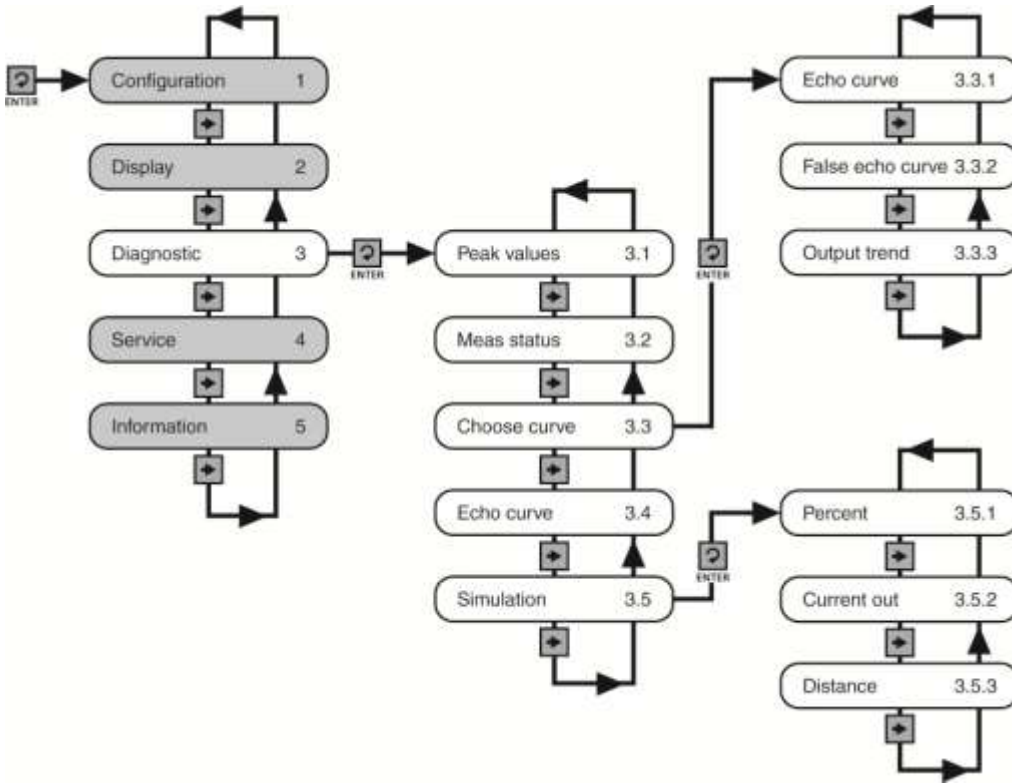 ENTER
Configuration 1
Display 2
Diagnostic 3
Service 4
Information 5
ENTER
Peak values 3.1
Meas status 3.2
Choose curve 3.3
Echo curve 3.4
Simulation 3.5
ENTER
Echo curve 3.3.1
False echo curve 3.3.2
Output trend 3.3.3
ENTER
Percent 3.5.1
Current out 3.5.2
Distance 3.5.3